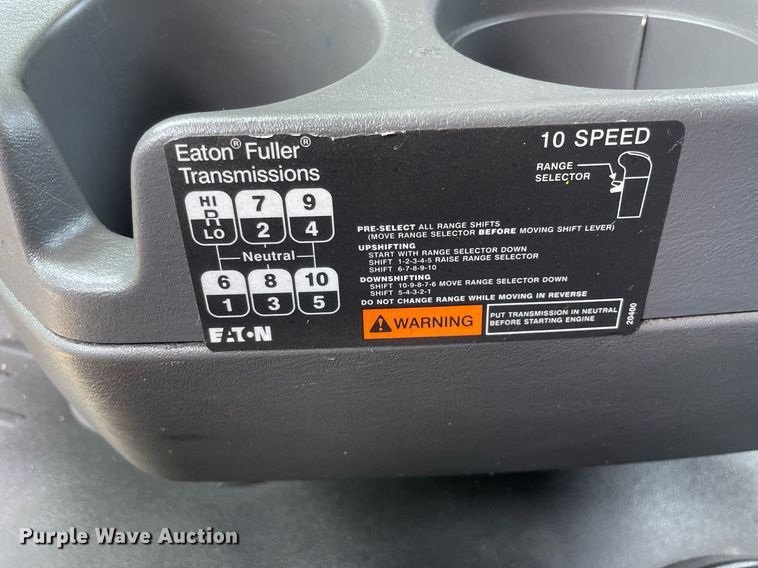 Eaton® Fuller®
Transmissions
10 SPEED
RANGE
SELECTOR
HI 7 9
R
LO 2 4
Neutral
6 8 10
1 3 5
EATON
PRE-SELECT ALL RANGE SHIFTS
(MOVE RANGE SELECTOR BEFORE MOVING SHIFT LEVER)
UPSHIFTING
START WITH RANGE SELECTOR DOWN
SHIFT 1-2-3-4-5 RAISE RANGE SELECTOR
SHIFT 6-7-8-9-10
DOWNSHIFTING
SHIFT 10-9-8-7-6 MOVE RANGE SELECTOR DOWN
SHIFT 5-4-3-2-1
DO NOT CHANGE RANGE WHILE MOVING IN REVERSE
WARNING
PUT TRANSMISSION IN NEUTRAL
BEFORE STARTING ENGINE
20400
Purple Wave Auction